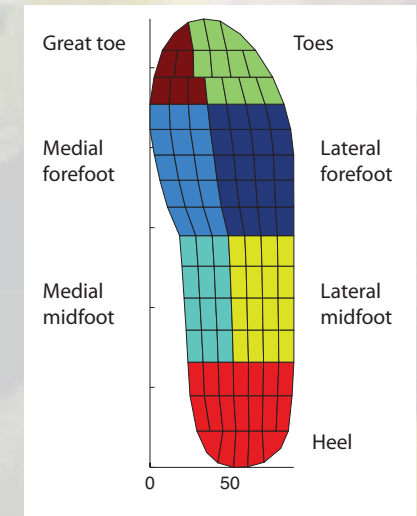 Great toe
Toes
Medial
forefoot
Lateral
forefoot
Medial
midfoot
Lateral
midfoot
Heel
0
50